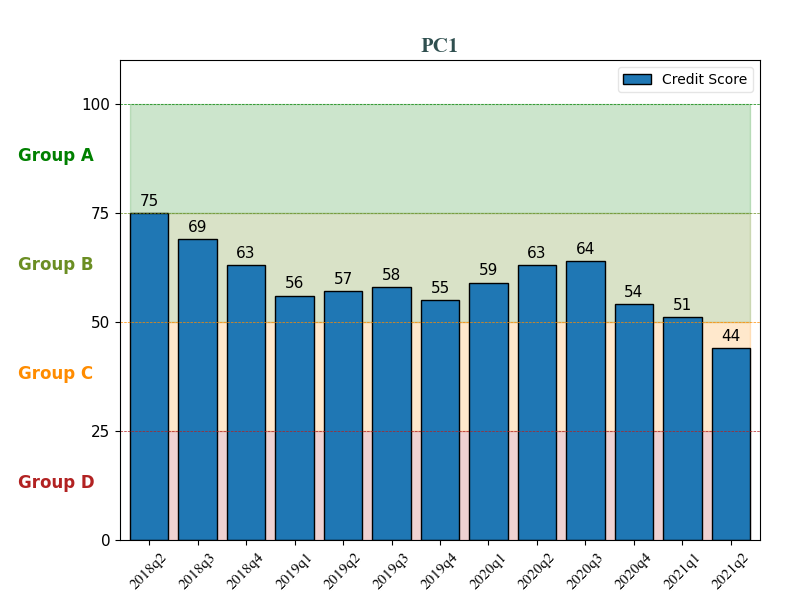 PC1
Credit Score
100
Group A
75
75
69
63
56
57
58
55
59
63
64
54
51
44
Group B
50
Group C
25
Group D
0
2018q2
2018q3
2018q4
2019q1
2019q2
2019q3
2019q4
2020q1
2020q2
2020q3
2020q4
2021q1
2021q2